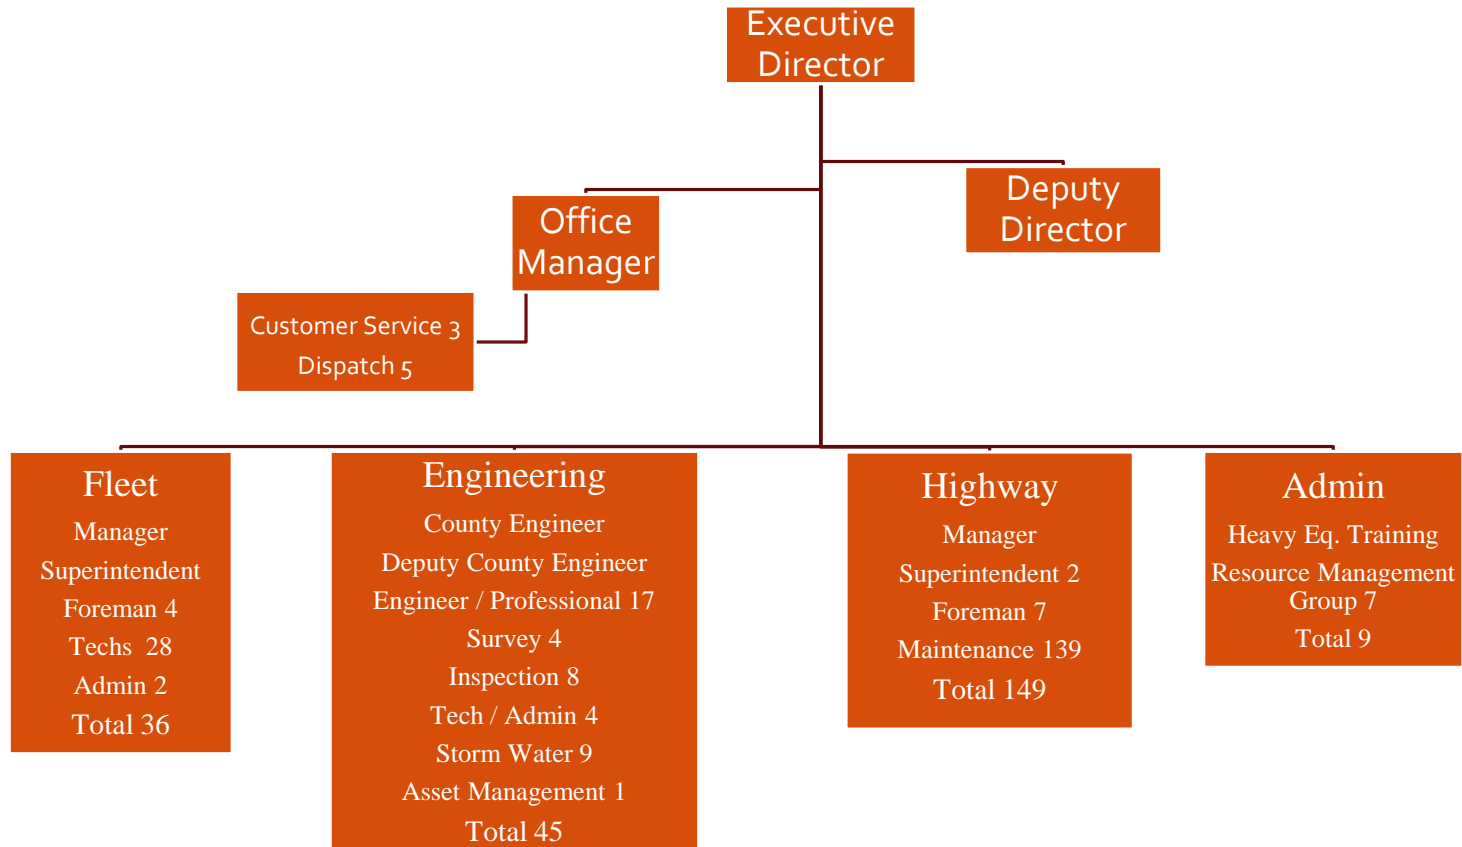 Executive
Director
Deputy
Director
Office
Manager
Customer Service 3
Dispatch 5
Fleet
Manager
Superintendent
Foreman 4
Techs 28
Admin 2
Total 36
Engineering
County Engineer
Deputy County Engineer
Engineer / Professional 17
Survey 4
Inspection 8
Tech / Admin 4
Storm Water 9
Asset Management 1
Total 45
Highway
Manager
Superintendent 2
Foreman 7
Maintenance 139
Total 149
Admin
Heavy Eq. Training
Resource Management
Group 7
Total 9